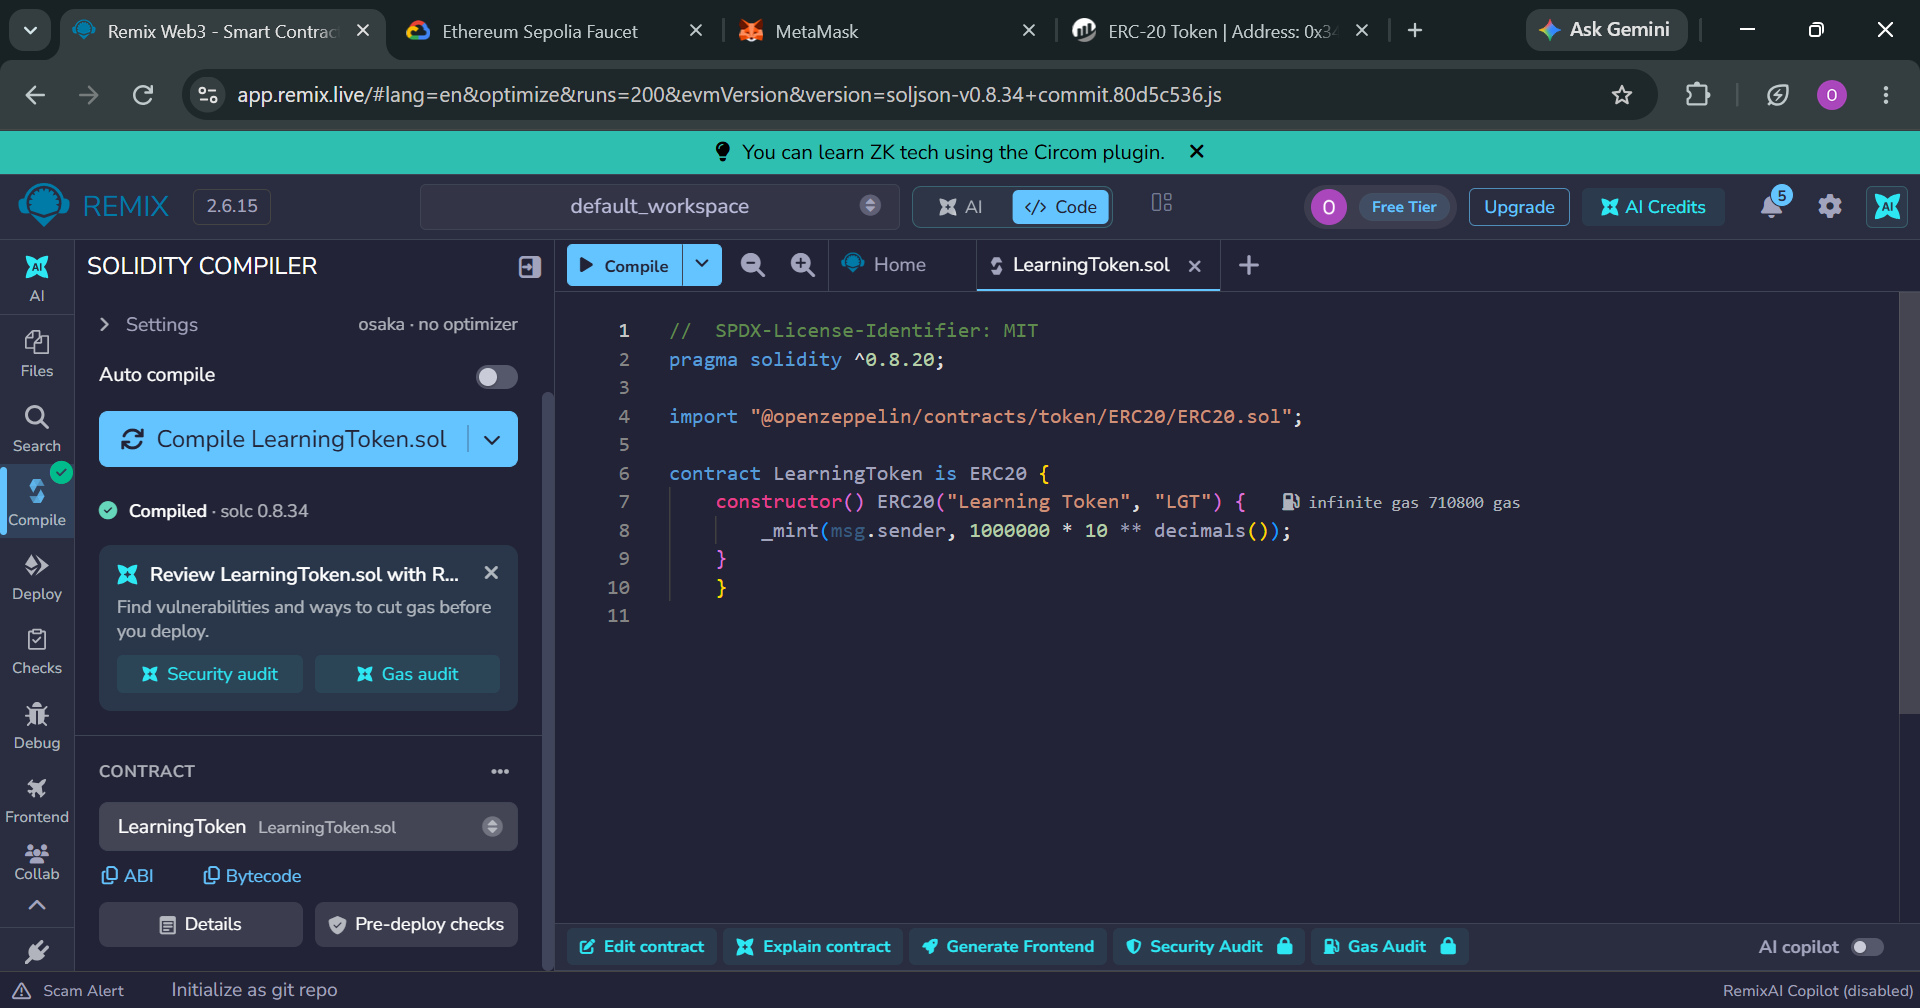 Remix Web3 - Smart Contrac
Ethereum Sepolia Faucet
MetaMask
ERC-20 Token | Address: 0x34
Ask Gemini
app.remix.live/#lang=en&optimize&runs=200&evmVersion&version=soljson-v0.8.34+commit.80d5c536.js
O
You can learn ZK tech using the Circom plugin.
REMIX
2.6.15
default_workspace
AI
</> Code
O
Free Tier
Upgrade
AI Credits
5
AI
AI
AI
Files
Search
Compile
Deploy
Checks
Debug
Frontend
Collab
SOLIDITY COMPILER
Settings
osaka · no optimizer
Auto compile
Compile LearningToken.sol
Compiled · solc 0.8.34
Review LearningToken.sol with R...
Find vulnerabilities and ways to cut gas before
you deploy.
Security audit
Gas audit
CONTRACT
LearningToken LearningToken.sol
ABI
Bytecode
Details
Pre-deploy checks
Compile
Home
LearningToken.sol
1 //  SPDX-License-Identifier: MIT
2 pragma solidity ^0.8.20;
3
4 import "@openzeppelin/contracts/token/ERC20/ERC20.sol";
5
6 contract LearningToken is ERC20 {
7     constructor() ERC20("Learning Token", "LGT") {   infinite gas 710800 gas
8         _mint(msg.sender, 1000000 * 10 ** decimals());
9     }
10     }
11
Edit contract
Explain contract
Generate Frontend
Security Audit
Gas Audit
AI copilot
Scam Alert
Initialize as git repo
RemixAI Copilot (disabled)